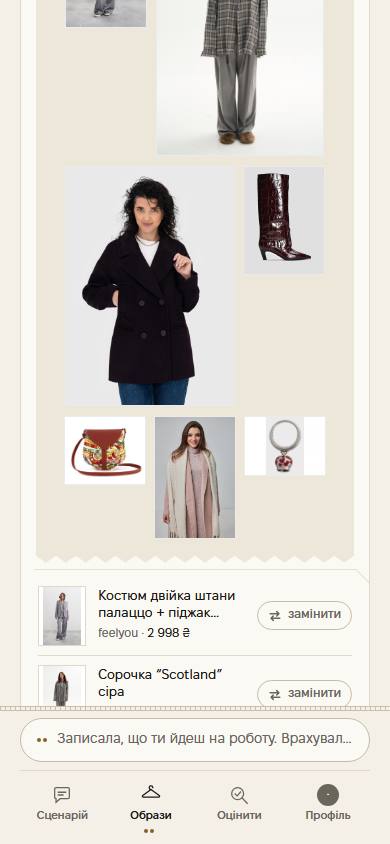 Костюм двійка штани
палаццо + піджак...
feelyou · 2 998 ₴
замінити
Сорочка “Scotland”
сіра
замінити
Записала, що ти йдеш на роботу. Врахувал...
Сценарій
Образи
Оцінити
Профіль